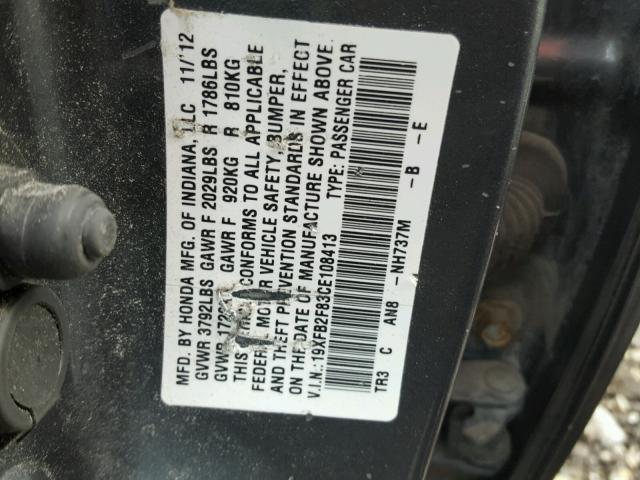 MFD. BY HONDA MFG. OF INDIANA, LLC 11/'12
GVWR 3792LBS GAWR F 2029LBS R 1786LBS
GVWR GAWR F 920KG R 810KG
THIS CONFORMS TO ALL APPLICABLE
FEDERAL MOTOR VEHICLE SAFETY, BUMPER,
AND THEFT PREVENTION STANDARDS IN EFFECT
ON THE DATE OF MANUFACTURE SHOWN ABOVE.
V.I.N.:19XFB2F83CE108413 TYPE: PASSENGER CAR
TR3 C AN8 -NH737M -B -E